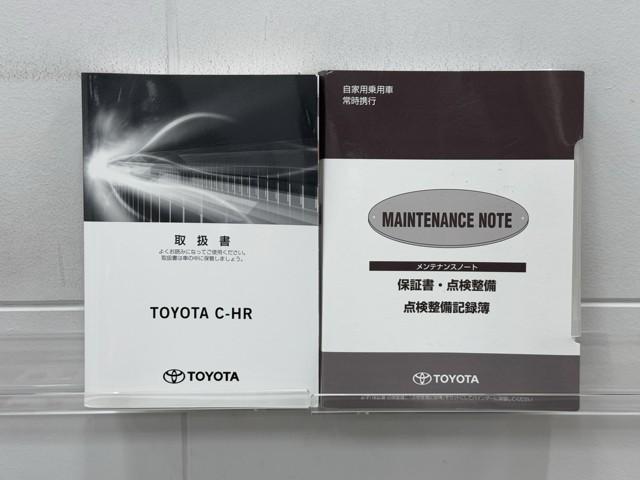 取扱書
よくお読みになってご使用ください。
取扱書は車の中に保管しましょう。
TOYOTA C-HR
TOYOTA
自家用乗用車
常時携行
MAINTENANCE NOTE
メンテナンスノート
保証書・点検整備
点検整備記録簿
TOYOTA